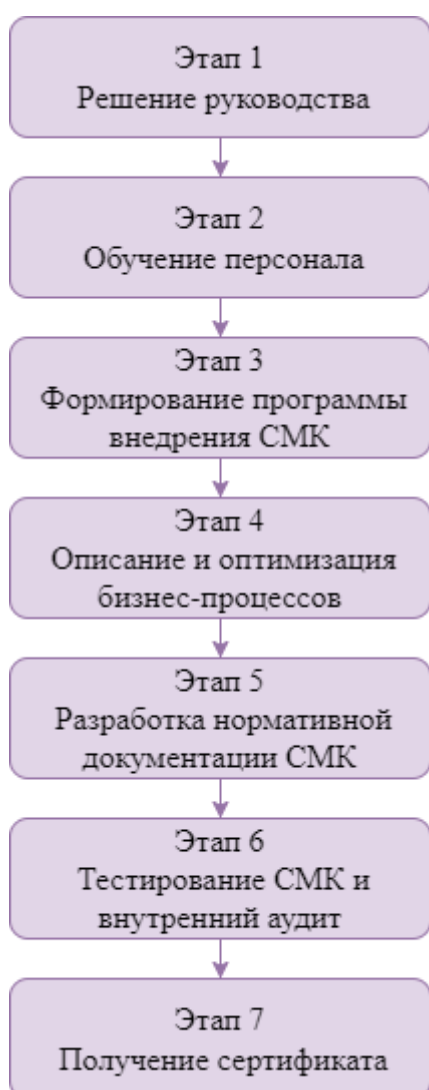 Этап 1
Решение руководства
Этап 2
Обучение персонала
Этап 3
Формирование программы
внедрения СМК
Этап 4
Описание и оптимизация
бизнес-процессов
Этап 5
Разработка нормативной
документации СМК
Этап 6
Тестирование СМК и
внутренний аудит
Этап 7
Получение сертификата